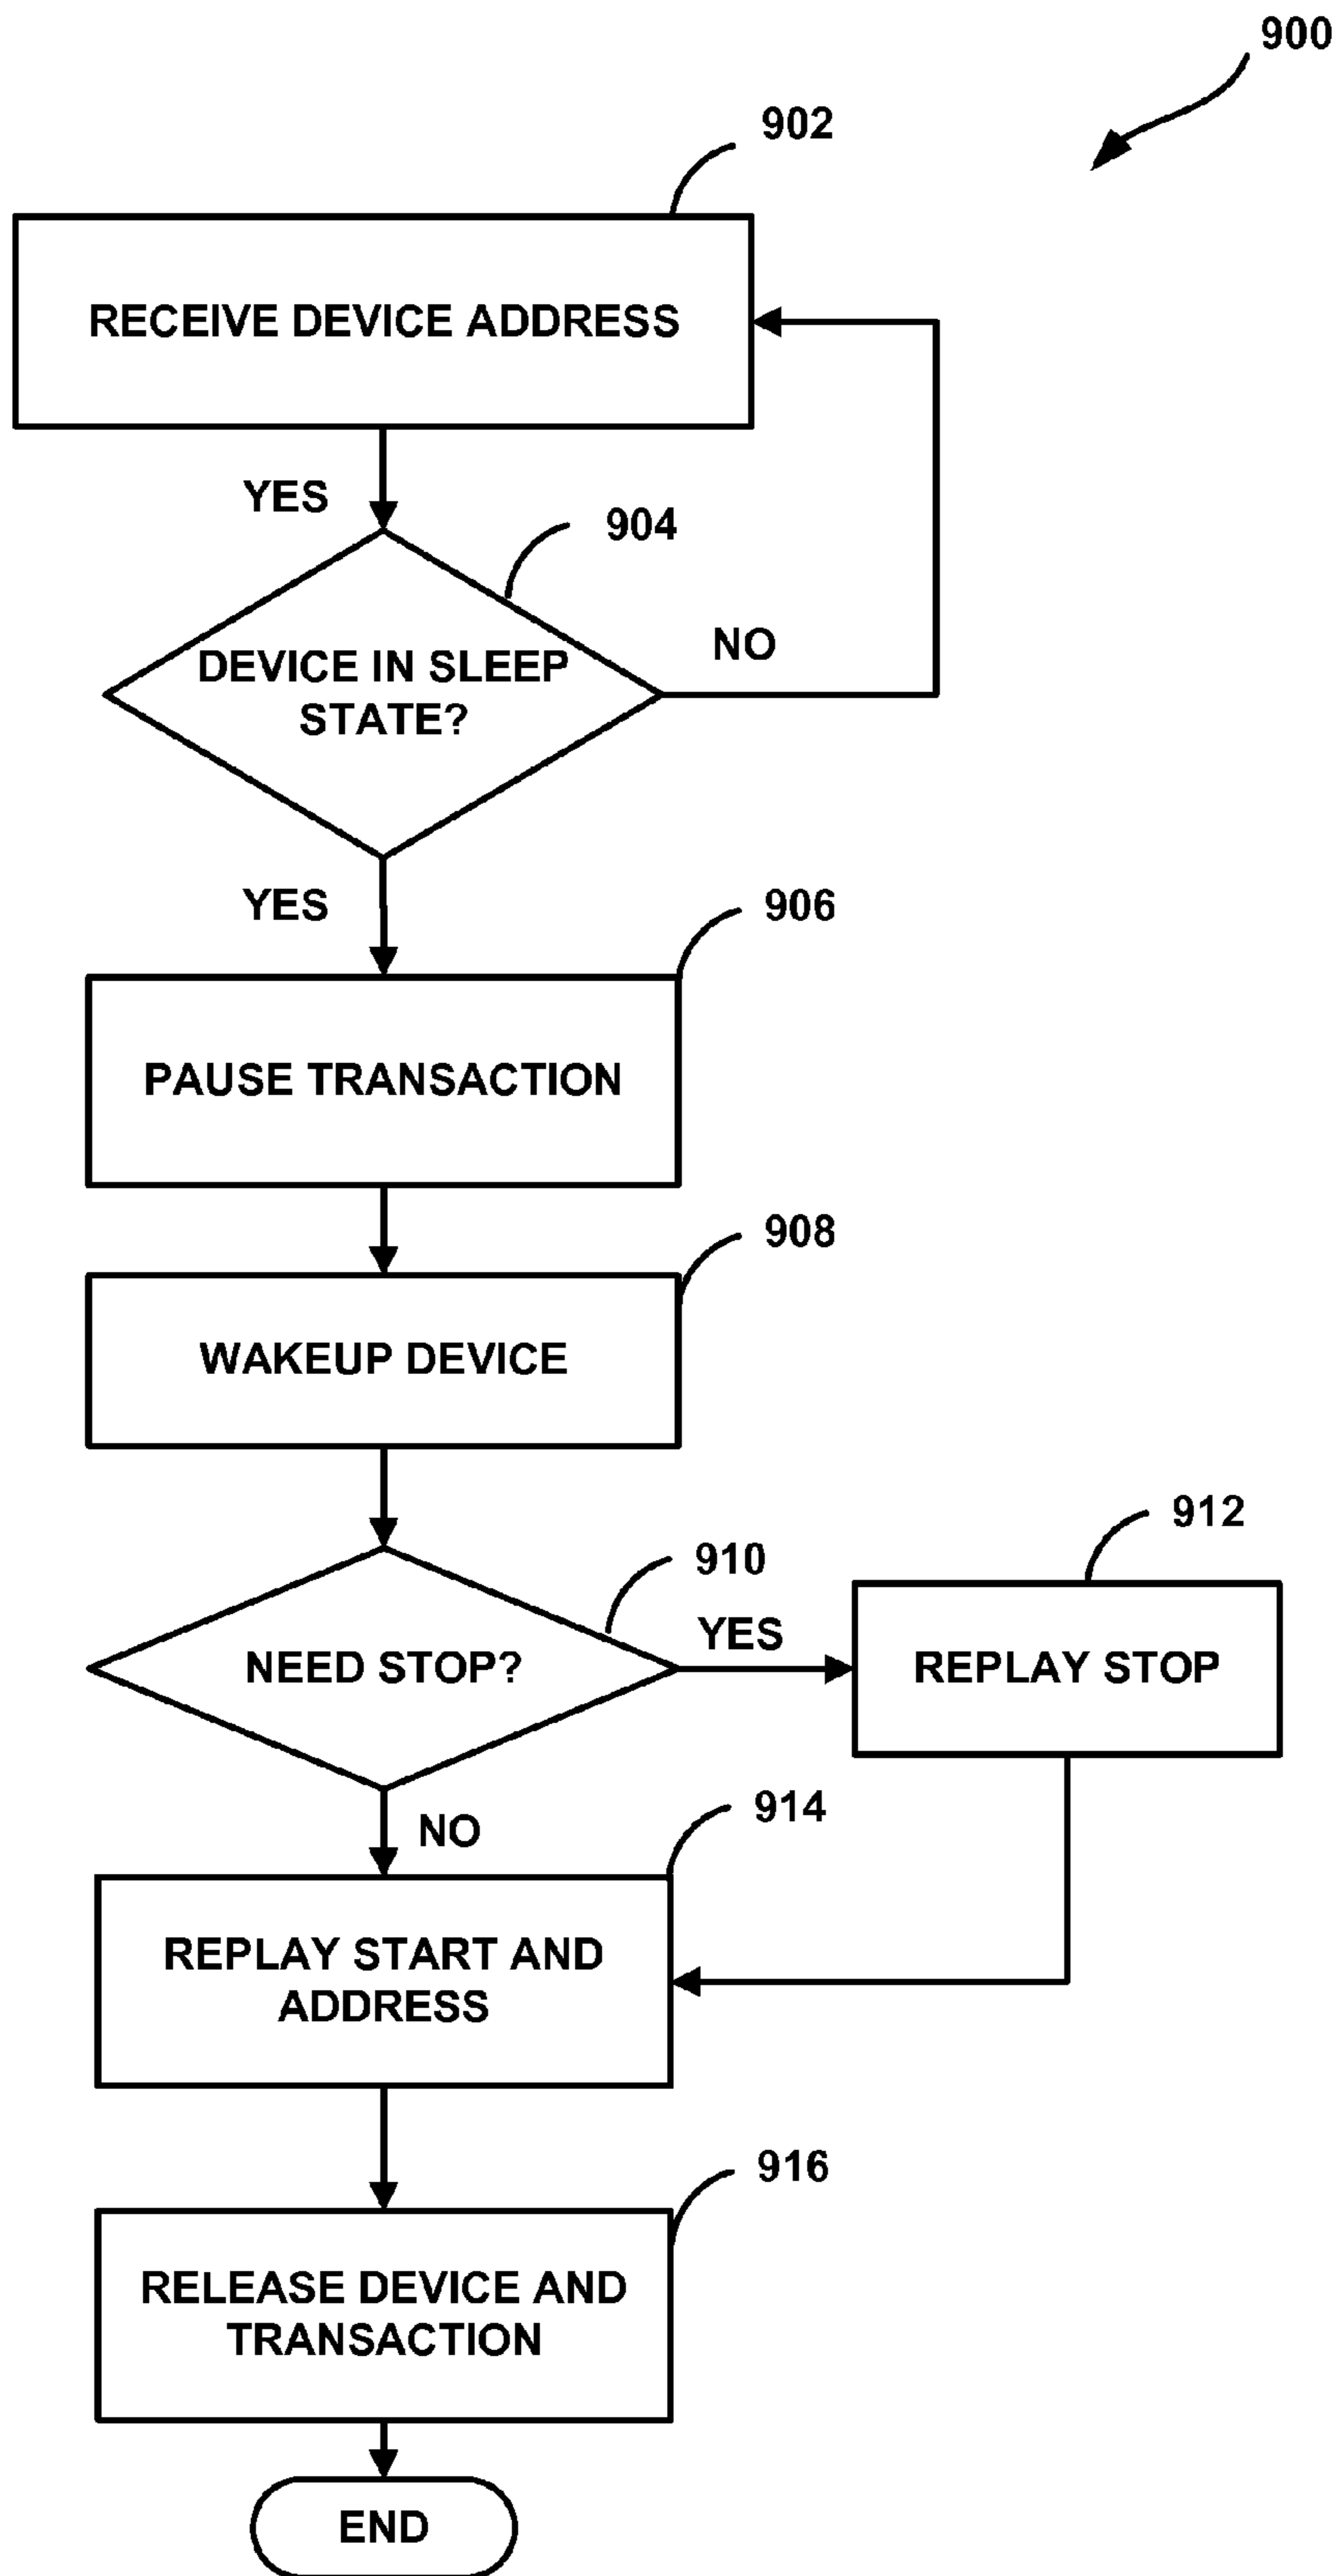 900
902
RECEIVE DEVICE ADDRESS
YES
904
DEVICE IN SLEEP
STATE?
NO
YES
906
PAUSE TRANSACTION
908
WAKEUP DEVICE
910
NEED STOP?
YES
912
REPLAY STOP
NO
914
REPLAY START AND
ADDRESS
916
RELEASE DEVICE AND
TRANSACTION
END